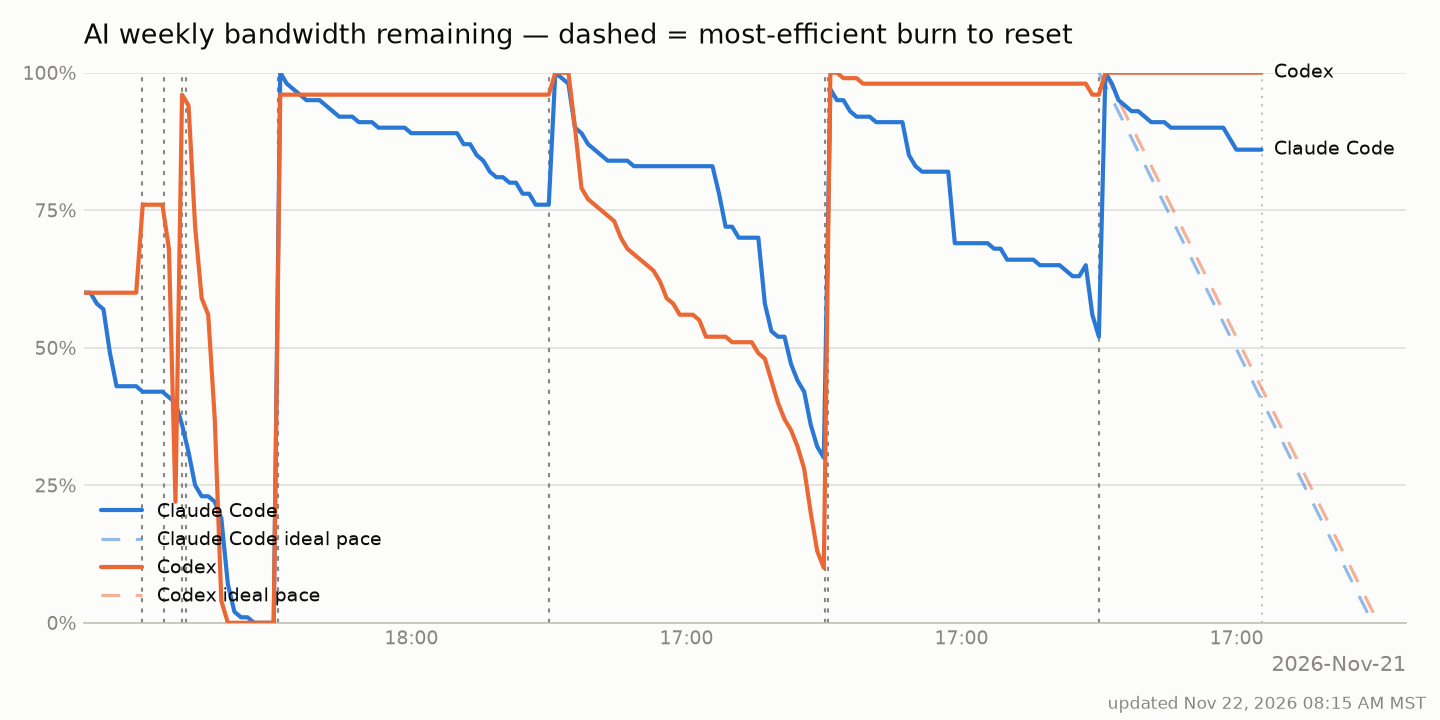 AI weekly bandwidth remaining — dashed = most-efficient burn to reset
100%
75%
50%
25%
0%
Codex
Claude Code
Claude Code
Claude Code ideal pace
Codex
Codex ideal pace
18:00
17:00
17:00
17:00
2026-Nov-21
updated Nov 22, 2026 08:15 AM MST